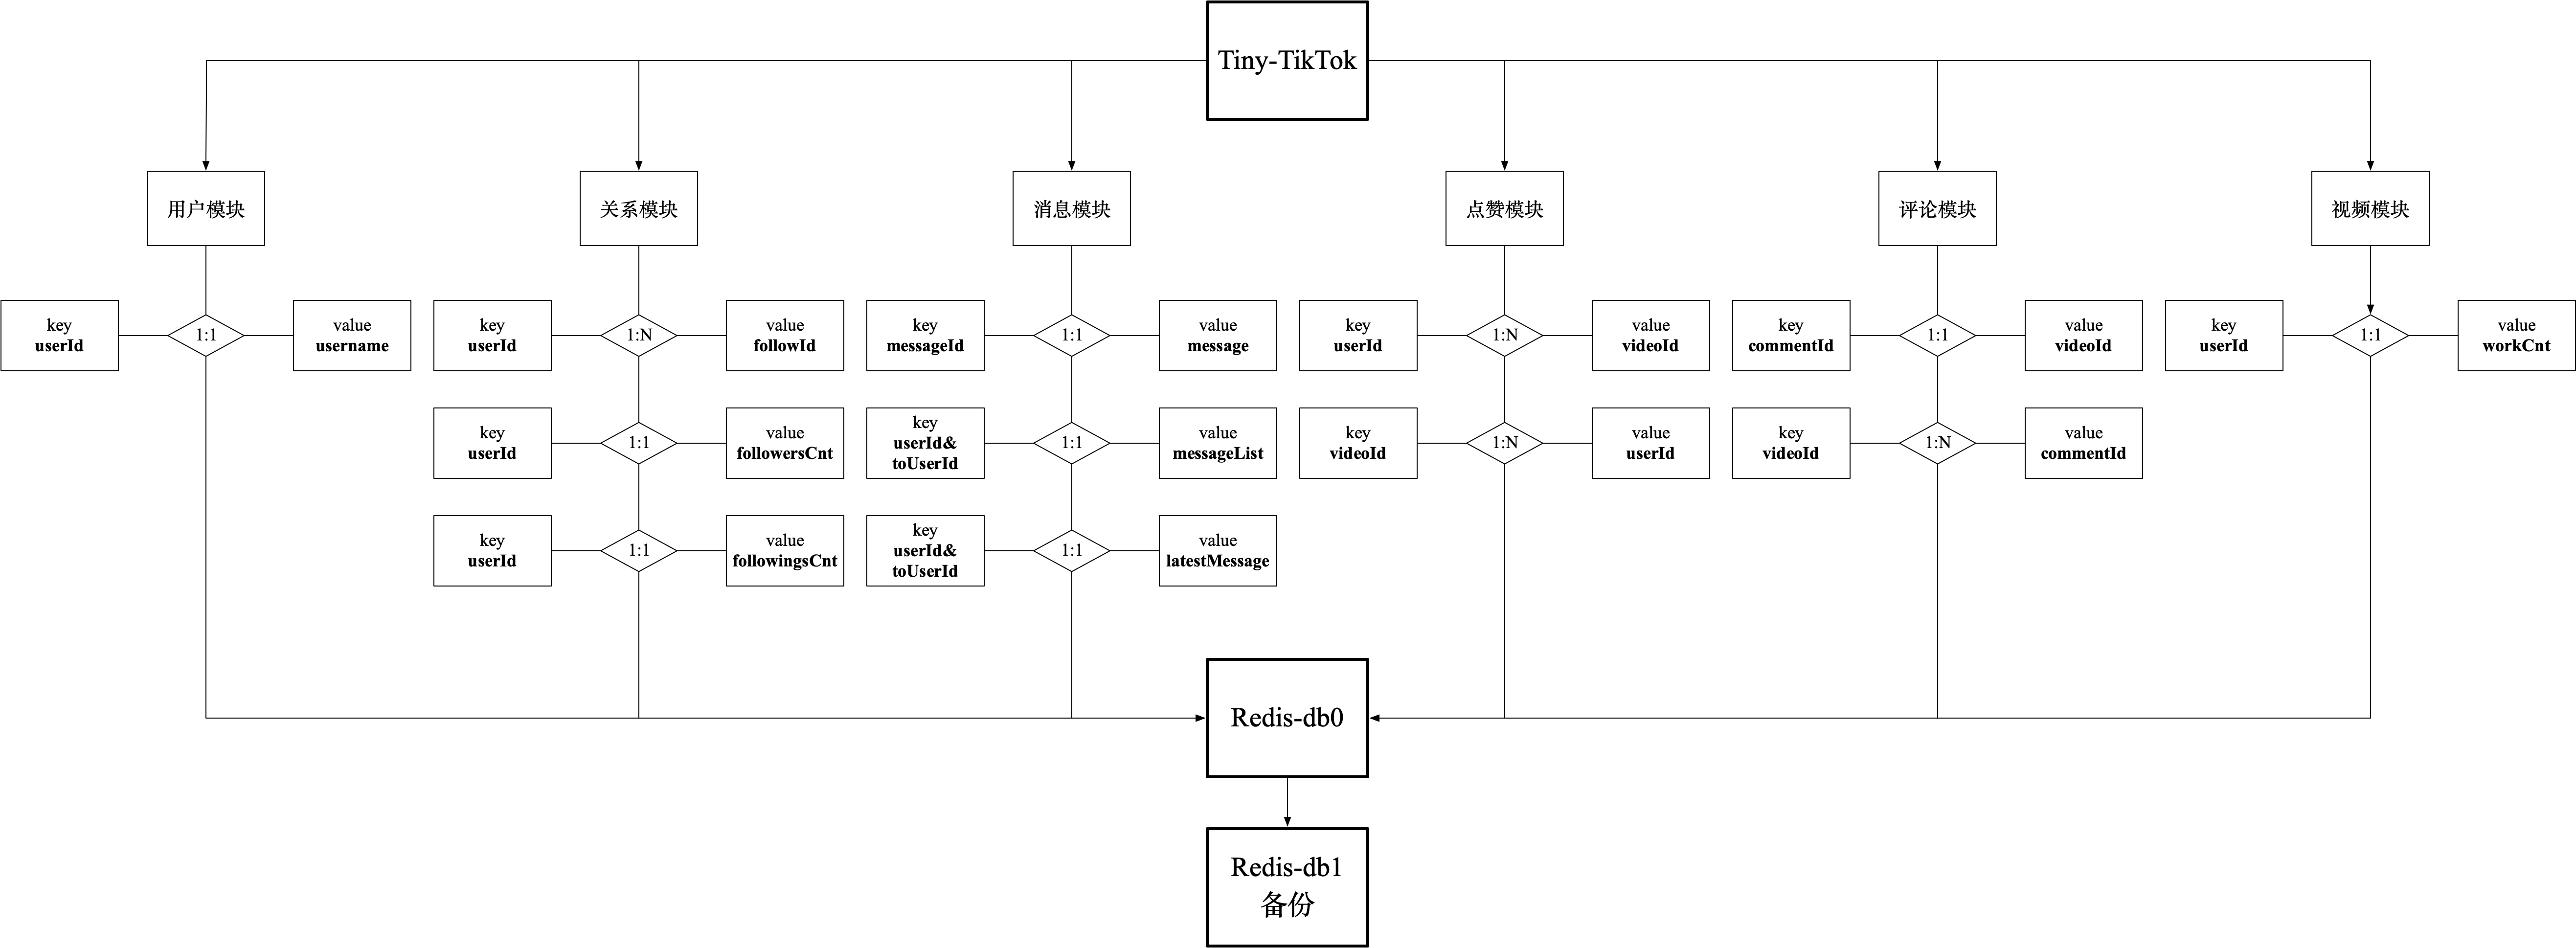 Tiny-TikTok
用户模块
关系模块
消息模块
点赞模块
评论模块
视频模块
key
userId
1:1
value
username
key
userId
1:N
value
followId
key
messageId
1:1
value
message
key
userId
1:N
value
videoId
key
commentId
1:1
value
videoId
key
userId
1:1
value
workCnt
key
userId
1:1
value
followersCnt
key
userId&
toUserId
1:1
value
messageList
key
videoId
1:N
value
userId
key
videoId
1:N
value
commentId
key
userId
1:1
value
followingsCnt
key
userId&
toUserId
1:1
value
latestMessage
Redis-db0
Redis-db1
备份